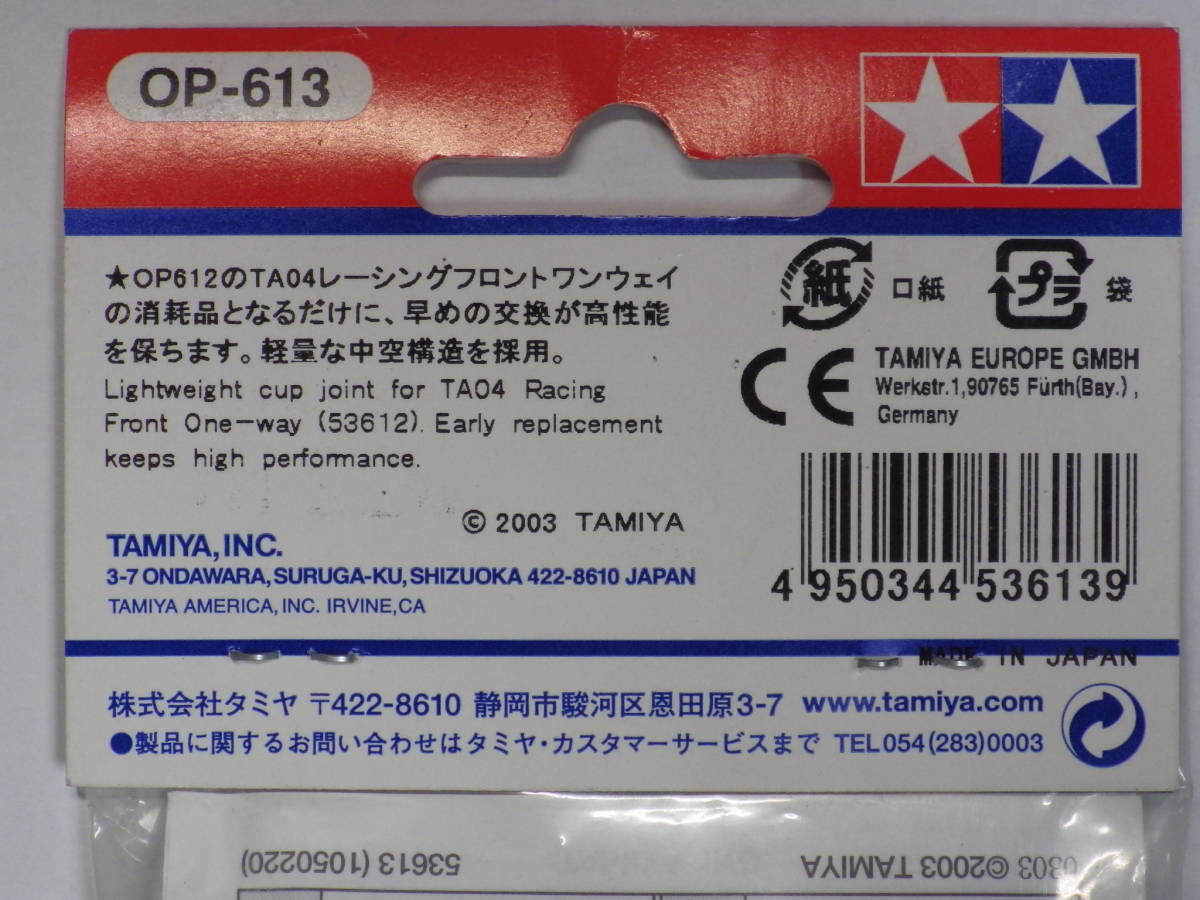 OP-613
★OP612のTA04レーシングフロントワンウェイ
の消耗品となるだけに、早めの交換が高性能
を保ちます。軽量な中空構造を採用。
Lightweight cup joint for TA04 Racing
Front One-way (53612). Early replacement
keeps high performance.
© 2003 TAMIYA
TAMIYA, INC.
3-7 ONDAWARA, SURUGA-KU, SHIZUOKA 422-8610 JAPAN
TAMIYA AMERICA, INC. IRVINE, CA
紙 口紙
プラ 袋
CE
TAMIYA EUROPE GMBH
Werkstr.1,90765 Fürth(Bay.),
Germany
4 950344 536139
MADE IN JAPAN
株式会社タミヤ 〒422-8610 静岡市駿河区恩田原3-7 www.tamiya.com
●製品に関するお問い合わせはタミヤ・カスタマーサービスまで TEL054(283)0003
53613 (1050220)
0303 ©2003 TAMIYA